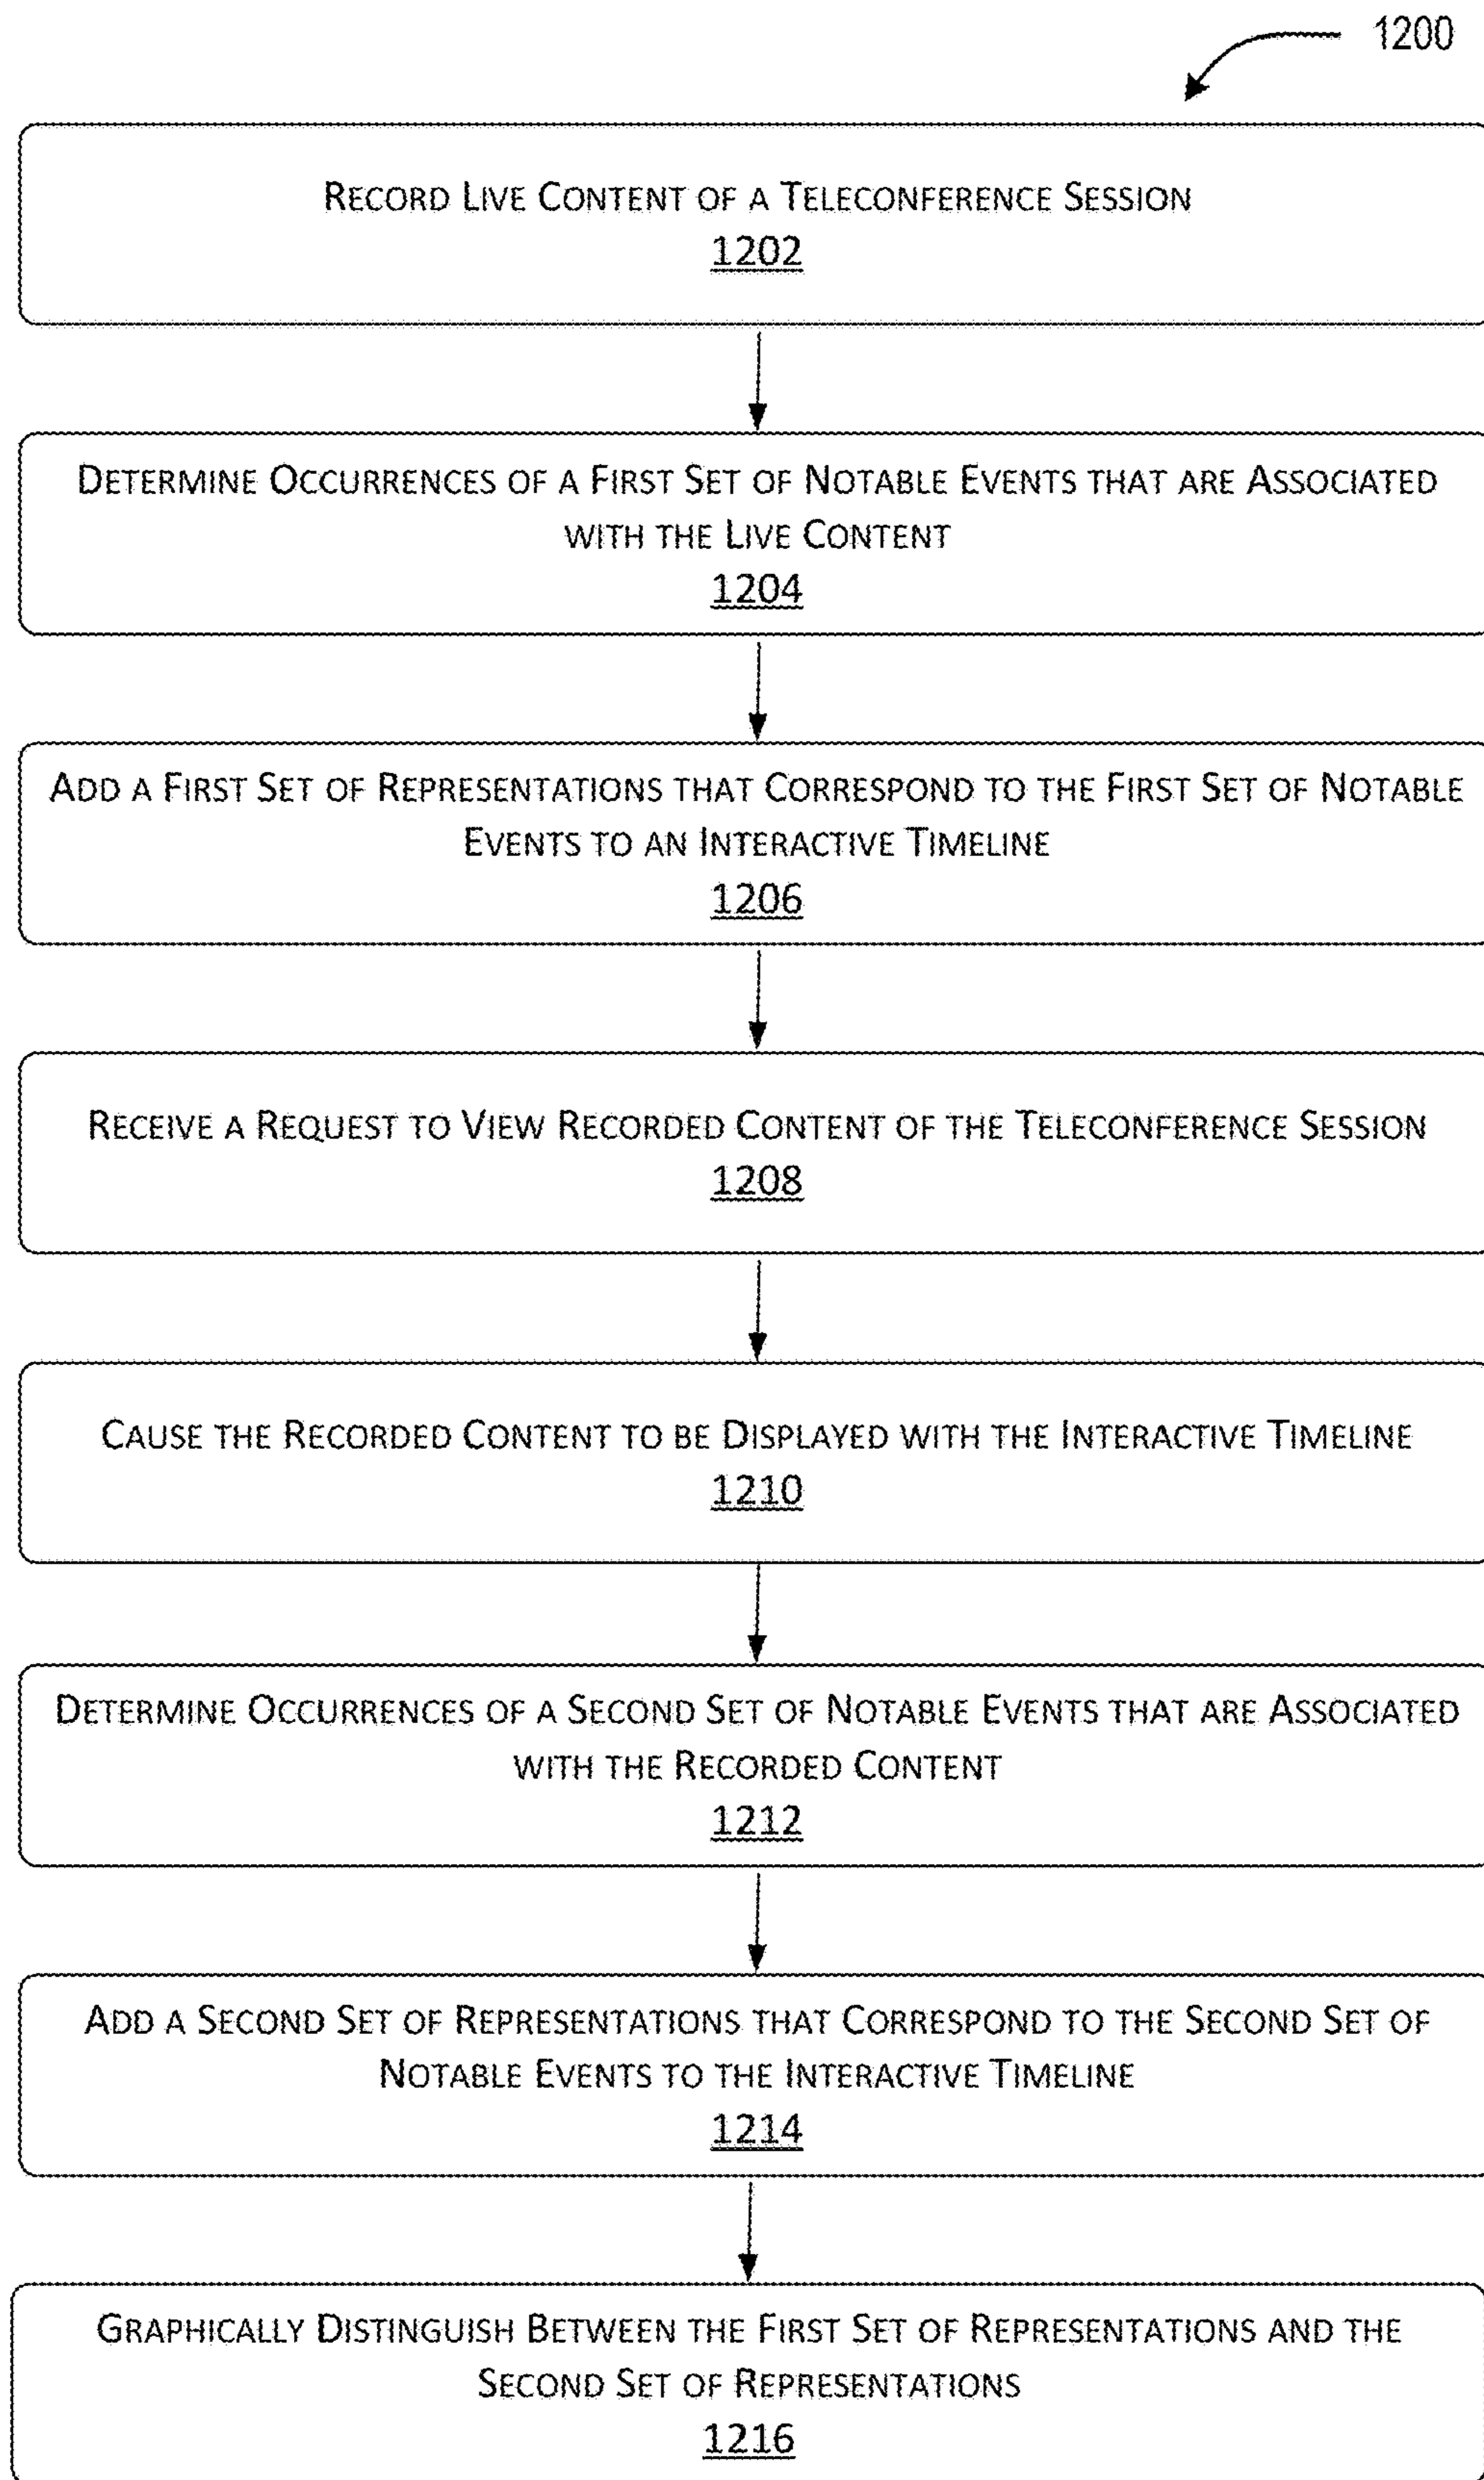 1200
RECORD LIVE CONTENT OF A TELECONFERENCE SESSION
1202
DETERMINE OCCURRENCES OF A FIRST SET OF NOTABLE EVENTS THAT ARE ASSOCIATED
WITH THE LIVE CONTENT
1204
ADD A FIRST SET OF REPRESENTATIONS THAT CORRESPOND TO THE FIRST SET OF NOTABLE
EVENTS TO AN INTERACTIVE TIMELINE
1206
RECEIVE A REQUEST TO VIEW RECORDED CONTENT OF THE TELECONFERENCE SESSION
1208
CAUSE THE RECORDED CONTENT TO BE DISPLAYED WITH THE INTERACTIVE TIMELINE
1210
DETERMINE OCCURRENCES OF A SECOND SET OF NOTABLE EVENTS THAT ARE ASSOCIATED
WITH THE RECORDED CONTENT
1212
ADD A SECOND SET OF REPRESENTATIONS THAT CORRESPOND TO THE SECOND SET OF
NOTABLE EVENTS TO THE INTERACTIVE TIMELINE
1214
GRAPHICALLY DISTINGUISH BETWEEN THE FIRST SET OF REPRESENTATIONS AND THE
SECOND SET OF REPRESENTATIONS
1216